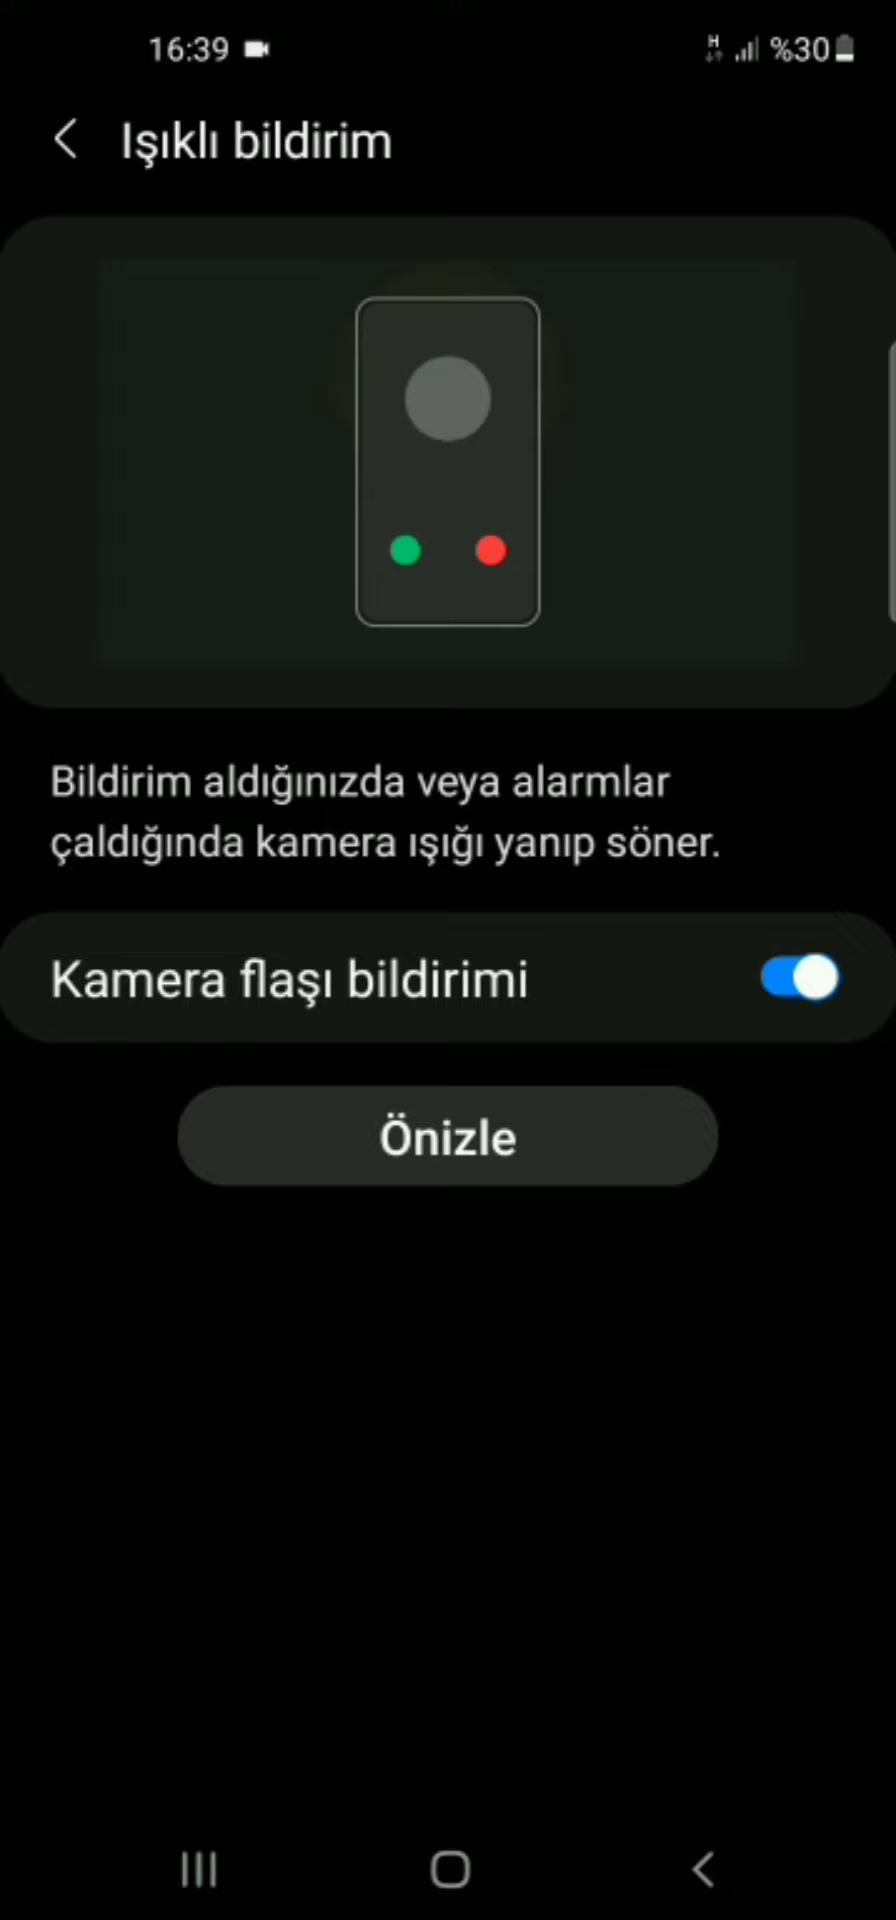 16:39
H %30
Işıklı bildirim
Bildirim aldığınızda veya alarmlar
çaldığında kamera ışığı yanıp söner.
Kamera flaşı bildirimi
Önizle